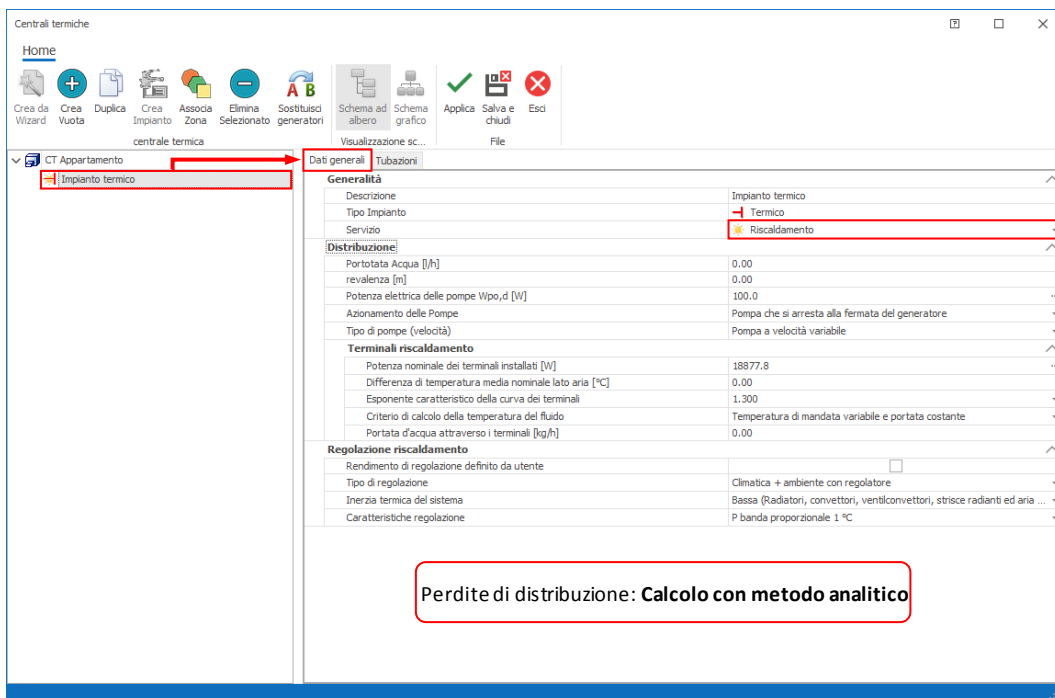 Centrali termiche
Home
Crea da Wizard
Crea Vuota
Duplica
Crea Impianto
Associa Zona
Elimina Selezionato
Sostituisci generatori
Schema ad albero
Schema grafico
Applica
Salva e chiudi
Esci
centrale termica
Visualizzazione sc...
File
CT Appartamento
Impianto termico
Dati generali
Tubazioni
Generalità
Descrizione Impianto termico
Tipo Impianto Termico
Servizio Riscaldamento
Distribuzione
Portotata Acqua [l/h] 0.00
revalenza [m] 0.00
Potenza elettrica delle pompe Wpo,d [W] 100.0
Azionamento delle Pompe Pompa che si arresta alla fermata del generatore
Tipo di pompe (velocità) Pompa a velocità variabile
Terminali riscaldamento
Potenza nominale dei terminali installati [W] 18877.8
Differenza di temperatura media nominale lato aria [°C] 0.00
Esponente caratteristico della curva dei terminali 1.300
Criterio di calcolo della temperatura del fluido Temperatura di mandata variabile e portata costante
Portata d'acqua attraverso i terminali [kg/h] 0.00
Regolazione riscaldamento
Rendimento di regolazione definito da utente
Tipo di regolazione Climatica + ambiente con regolatore
Inerzia termica del sistema Bassa (Radiatori, convettori, ventilconvettori, strisce radianti ed aria ...
Caratteristiche regolazione P banda proporzionale 1 °C
Perdite di distribuzione: Calcolo con metodo analitico